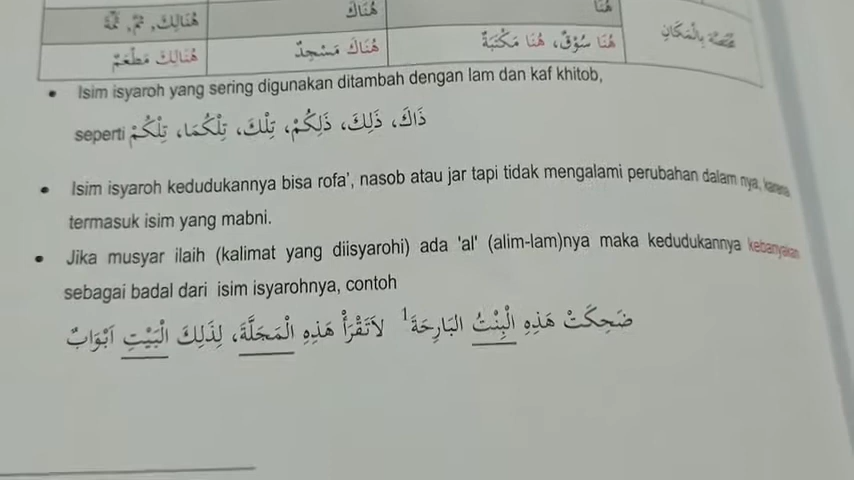 هُنَا هُنَاكَ هُنَالِكَ, ثَمَّ, ثَمَّةَ
مُخْتَصَّةٌ بِالْمَكَانِ
هُنَا سُوْقٌ، هُنَا مَكْتَبَةٌ هُنَاكَ مَسْجِدٌ هُنَالِكَ مَطْعَمٌ
• Isim isyaroh yang sering digunakan ditambah dengan lam dan kaf khitob,
seperti ذَاكَ، ذَلِكَ، ذَلِكُمْ، تِلْكَ، تِلْكُمَا، تِلْكُمْ
• Isim isyaroh kedudukannya bisa rofa', nasob atau jar tapi tidak mengalami perubahan dalam nya, karena
termasuk isim yang mabni.
• Jika musyar ilaih (kalimat yang diisyarohi) ada 'al' (alim-lam)nya maka kedudukannya kebanyakan
sebagai badal dari isim isyarohnya, contoh
ضَحِكَتْ هَذِهِ الْبِنْتُ البَارِحَةَ¹ لاَتَقْرَأْ هَذِهِ الْمَجَلَّةَ، لِذَلِكَ الْبَيْتِ اَبْوَابٌ